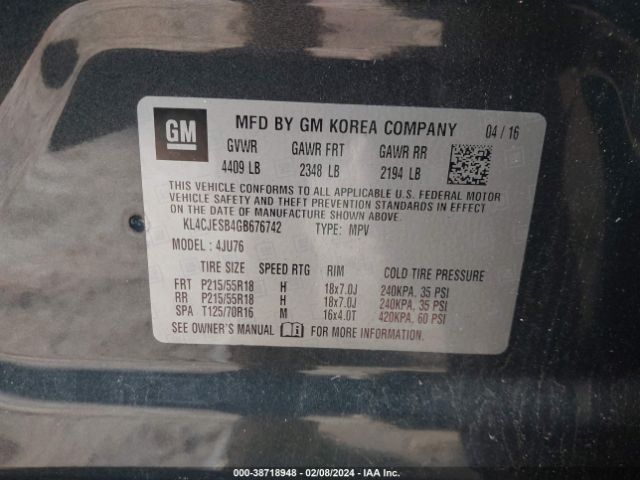 GM
MFD BY GM KOREA COMPANY 04 / 16
GVWR GAWR FRT GAWR RR
4409 LB 2348 LB 2194 LB
THIS VEHICLE CONFORMS TO ALL APPLICABLE U.S. FEDERAL MOTOR
VEHICLE SAFETY AND THEFT PREVENTION STANDARDS IN EFFECT
ON THE DATE OF MANUFACTURE SHOWN ABOVE.
KL4CJESB4GB676742 TYPE: MPV
MODEL : 4JU76
TIRE SIZE SPEED RTG RIM COLD TIRE PRESSURE
FRT P215/55R18 H 18x7.0J 240KPA, 35 PSI
RR P215/55R18 H 18x7.0J 240KPA, 35 PSI
SPA T125/70R16 M 16x4.0T 420KPA, 60 PSI
SEE OWNER'S MANUAL FOR MORE INFORMATION
000-38718948 - 02/08/2024 - IAA Inc.